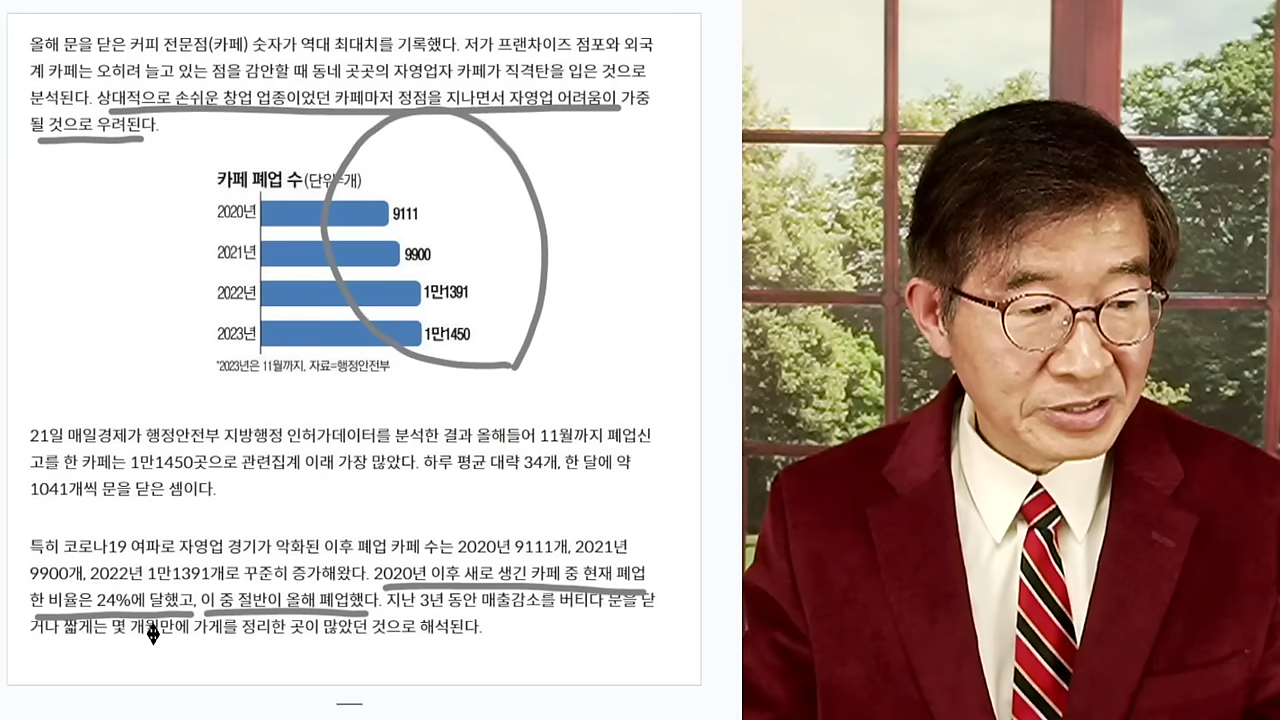 올해 문을 닫은 커피 전문점(카페) 숫자가 역대 최대치를 기록했다. 저가 프랜차이즈 점포와 외국
계 카페는 오히려 늘고 있는 점을 감안할 때 동네 곳곳의 자영업자 카페가 직격탄을 입은 것으로
분석된다. 상대적으로 손쉬운 창업 업종이었던 카페마저 정점을 지나면서 자영업 어려움이 가중
될 것으로 우려된다.
카페 폐업 수 (단위=개)
2020년 9111
2021년 9900
2022년 1만1391
2023년 1만1450
*2023년은 11월까지, 자료=행정안전부
21일 매일경제가 행정안전부 지방행정 인허가데이터를 분석한 결과 올해들어 11월까지 폐업신
고를 한 카페는 1만1450곳으로 관련집계 이래 가장 많았다. 하루 평균 대략 34개, 한 달에 약
1041개씩 문을 닫은 셈이다.
특히 코로나19 여파로 자영업 경기가 악화된 이후 폐업 카페 수는 2020년 9111개, 2021년
9900개, 2022년 1만1391개로 꾸준히 증가해왔다. 2020년 이후 새로 생긴 카페 중 현재 폐업
한 비율은 24%에 달했고, 이 중 절반이 올해 폐업했다. 지난 3년 동안 매출감소를 버티다 문을 닫
거나 짧게는 몇 개월만에 가게를 정리한 곳이 많았던 것으로 해석된다.